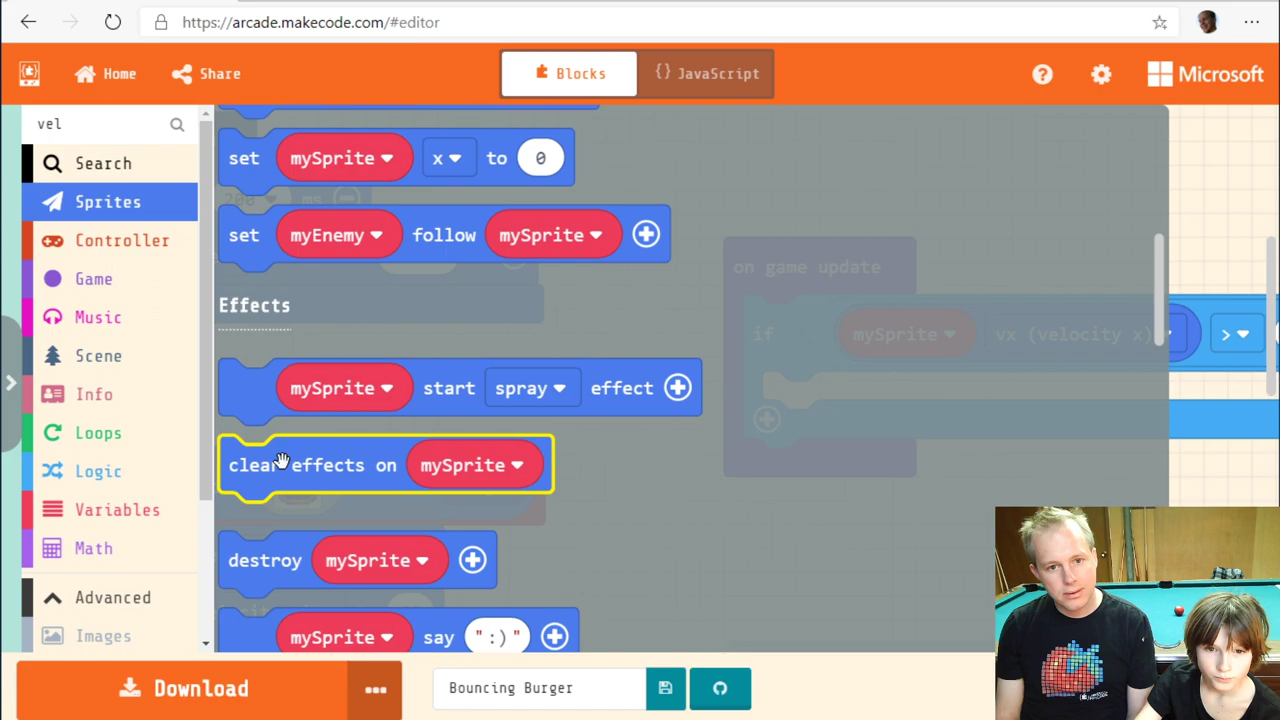 https://arcade.makecode.com/#editor
Home
Share
Blocks
{} JavaScript
Microsoft
vel
Search
Sprites
Controller
Game
Music
Scene
Info
Loops
Logic
Variables
Math
Advanced
Images
set mySprite x to 0
200 ms
set myEnemy follow mySprite
Effects
mySprite start spray effect
clear effects on mySprite
destroy mySprite
mySprite say ":)"
on game update
if mySprite vx (velocity x) >
Download
Bouncing Burger